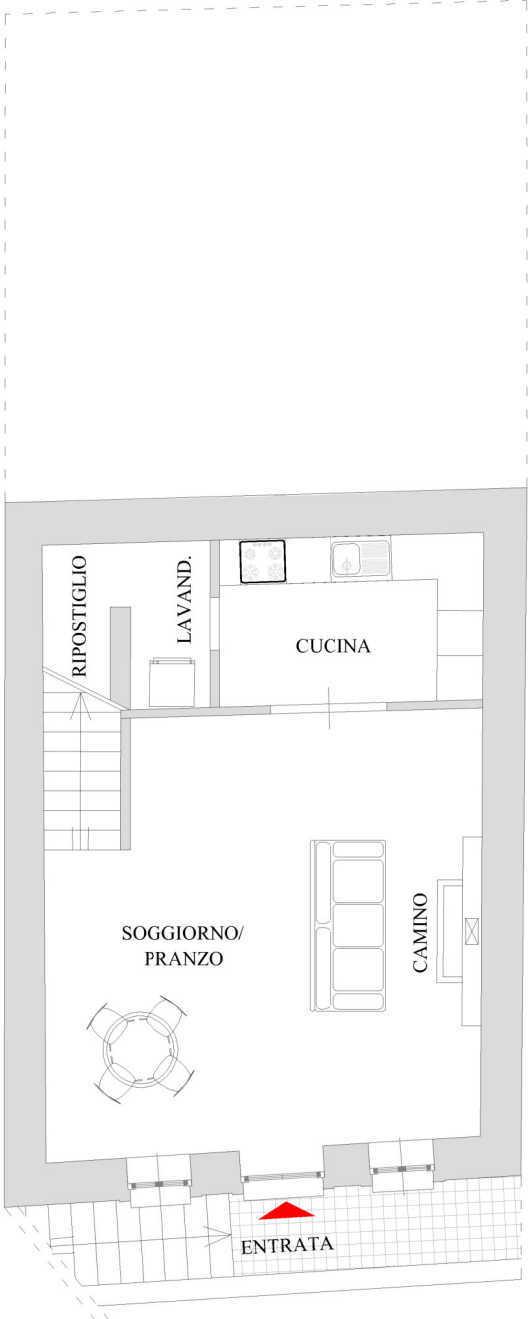 RIPOSTIGLIO
LAVAND.
CUCINA
SOGGIORNO/
PRANZO
CAMINO
ENTRATA